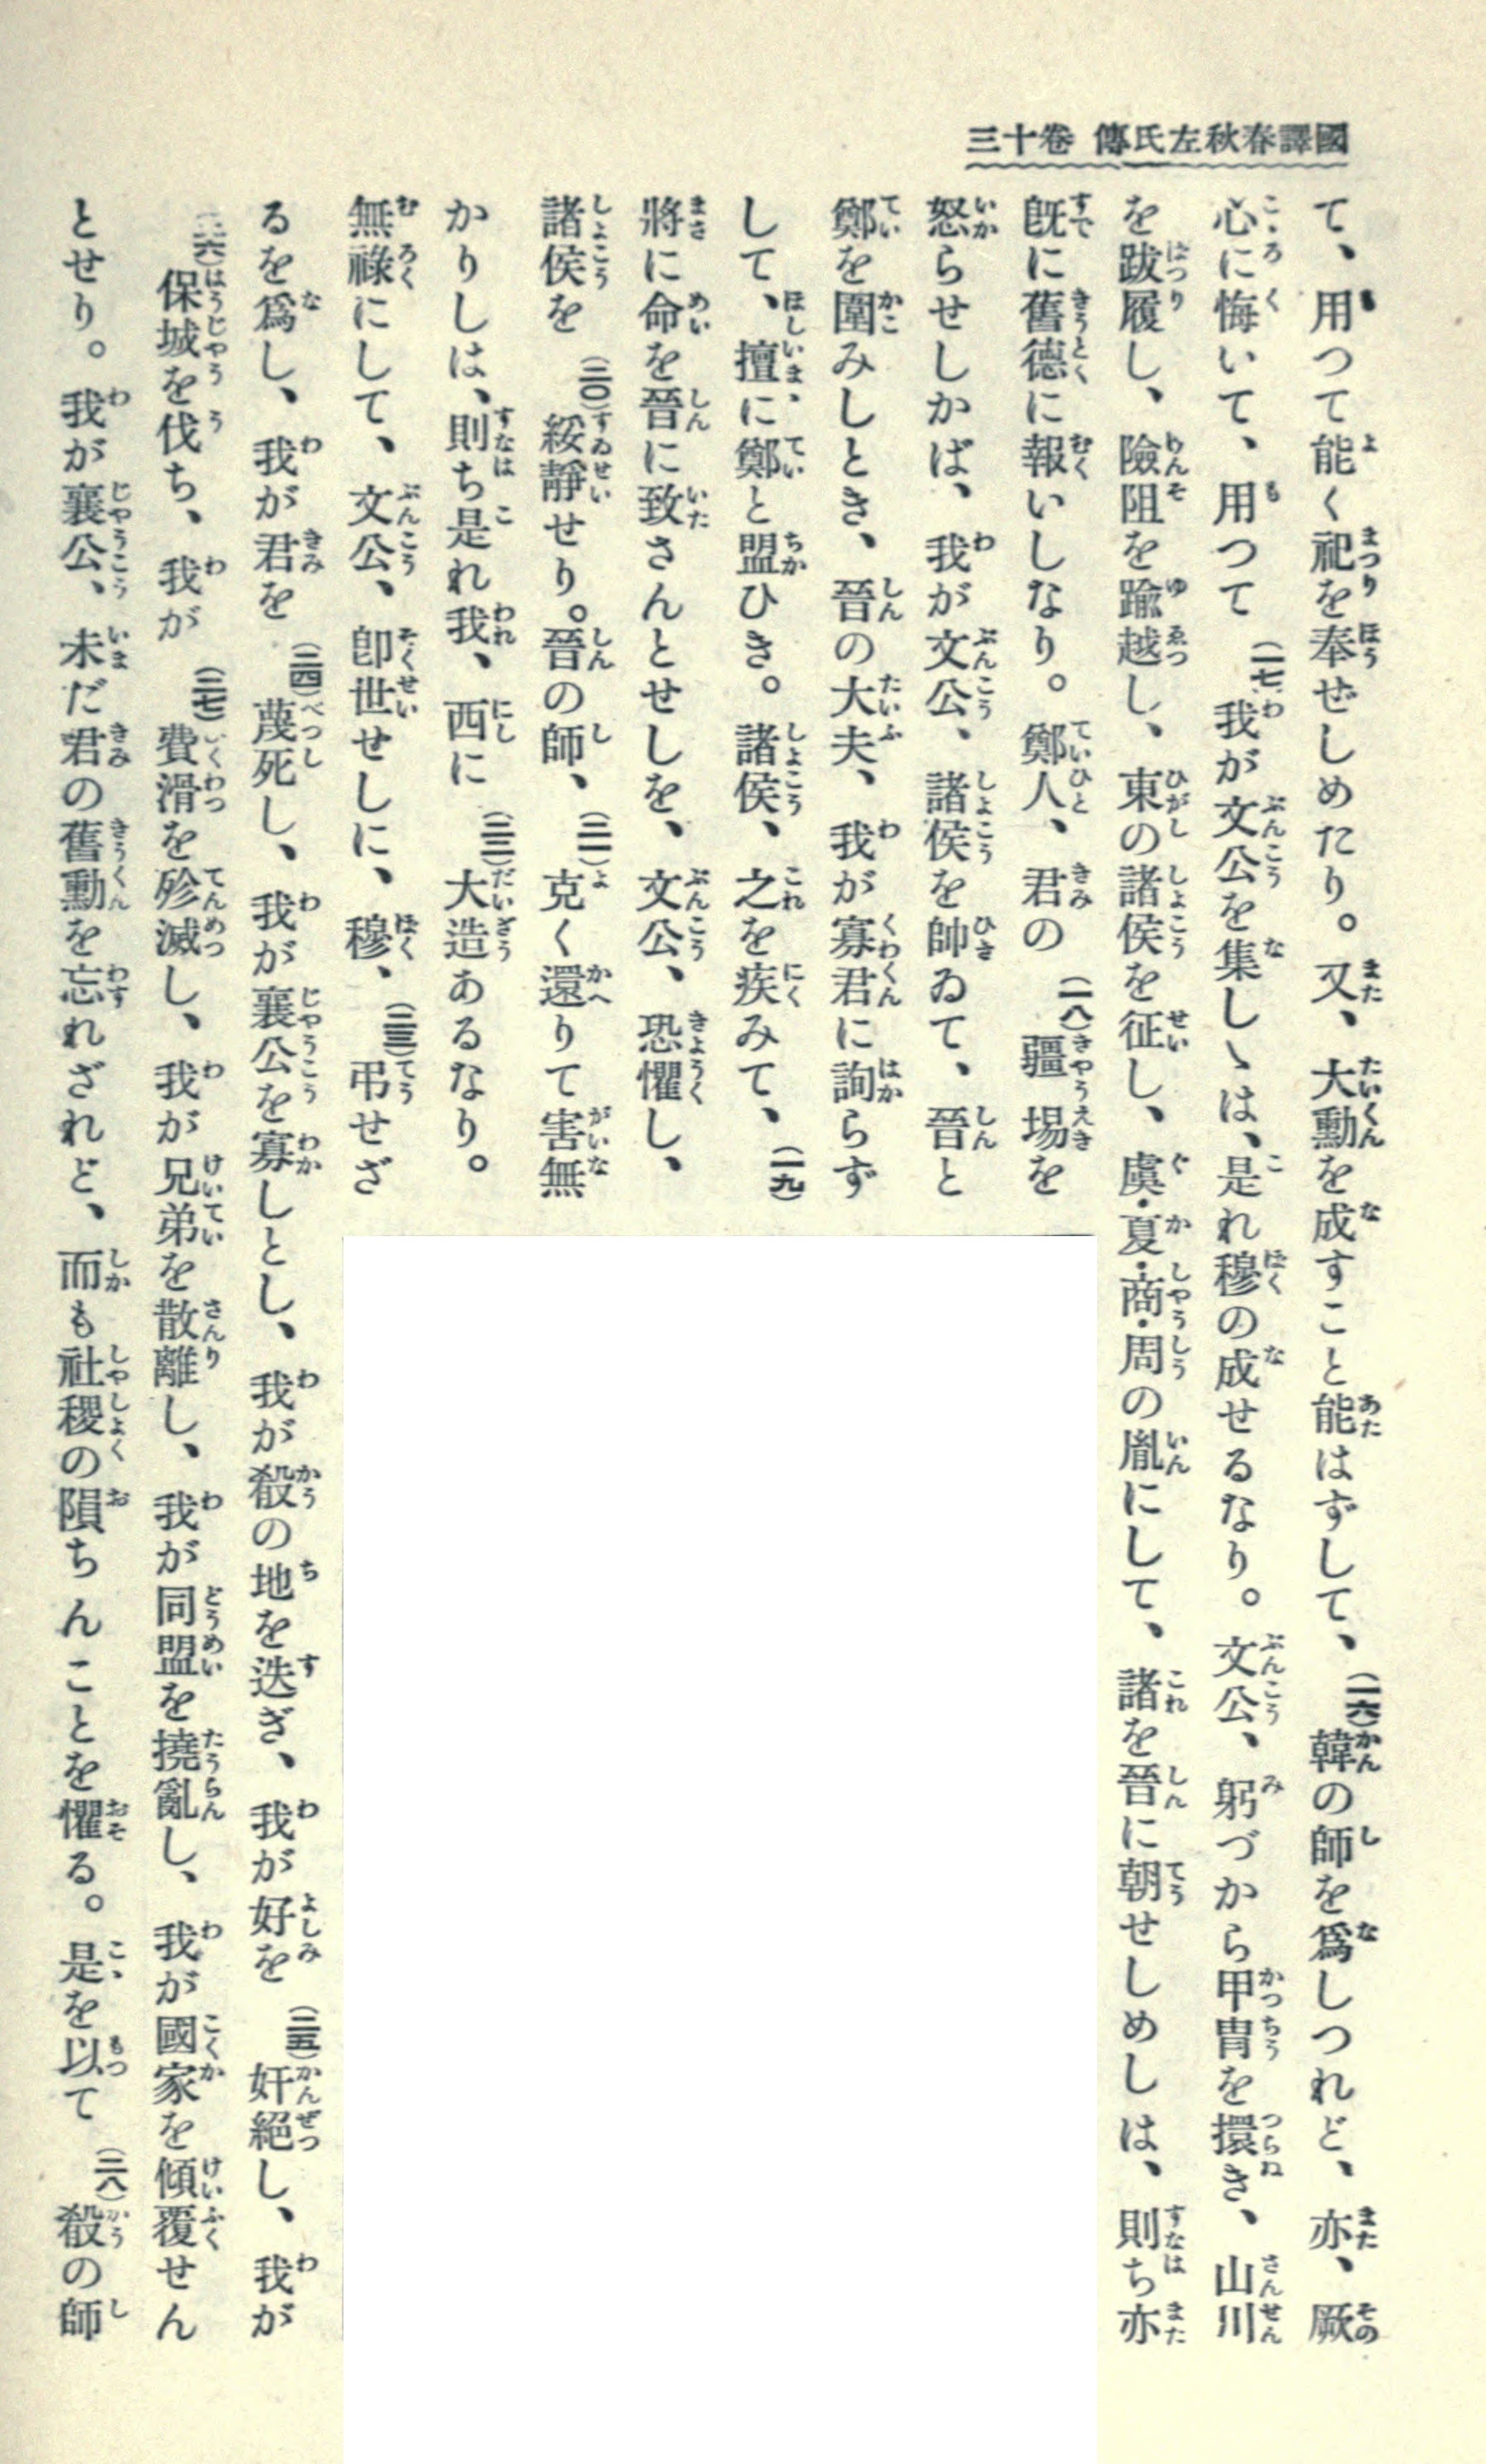 國譯春秋左氏傳 卷十三
て、用つて能く祀を奉ぜしめたり。又、大勳を成すこと能はずして、(一六)韓の師を爲しつれど、亦、厥
心に悔いて、用つて(一七)我が文公を集しゝは、是れ穆の成せるなり。文公、躬づから甲冑を擐き、山川
を跋履し、險阻を踰越し、東の諸侯を征し、虞・夏・商・周の胤にして、諸を晉に朝せしめしは、則ち亦
既に舊德に報いしなり。鄭人、君の(一八)疆埸を
怒らせしかば、我が文公、諸侯を帥ゐて、晉と
鄭を圍みしとき、晉の大夫、我が寡君に詢らず
して、擅に鄭と盟ひき。諸侯、之を疾みて、(一九)
將に命を晉に致さんとせしを、文公、恐懼し、
諸侯を(二〇)綏靜せり。晉の師、(二一)克く還りて害無
かりしは、則ち是れ我、西に(二二)大造あるなり。
無祿にして、文公、卽世せしに、穆、(二三)弔せざ
るを爲し、我が君を(二四)蔑死し、我が襄公を寡しとし、我が殽の地を迭ぎ、我が好を(二五)奸絕し、我が
(二六)保城を伐ち、我が(二七)費滑を殄滅し、我が兄弟を散離し、我が同盟を撓亂し、我が國家を傾覆せん
とせり。我が襄公、未だ君の舊勳を忘れざれど、而も社稷の隕ちんことを懼る。是を以て(二八)殽の師